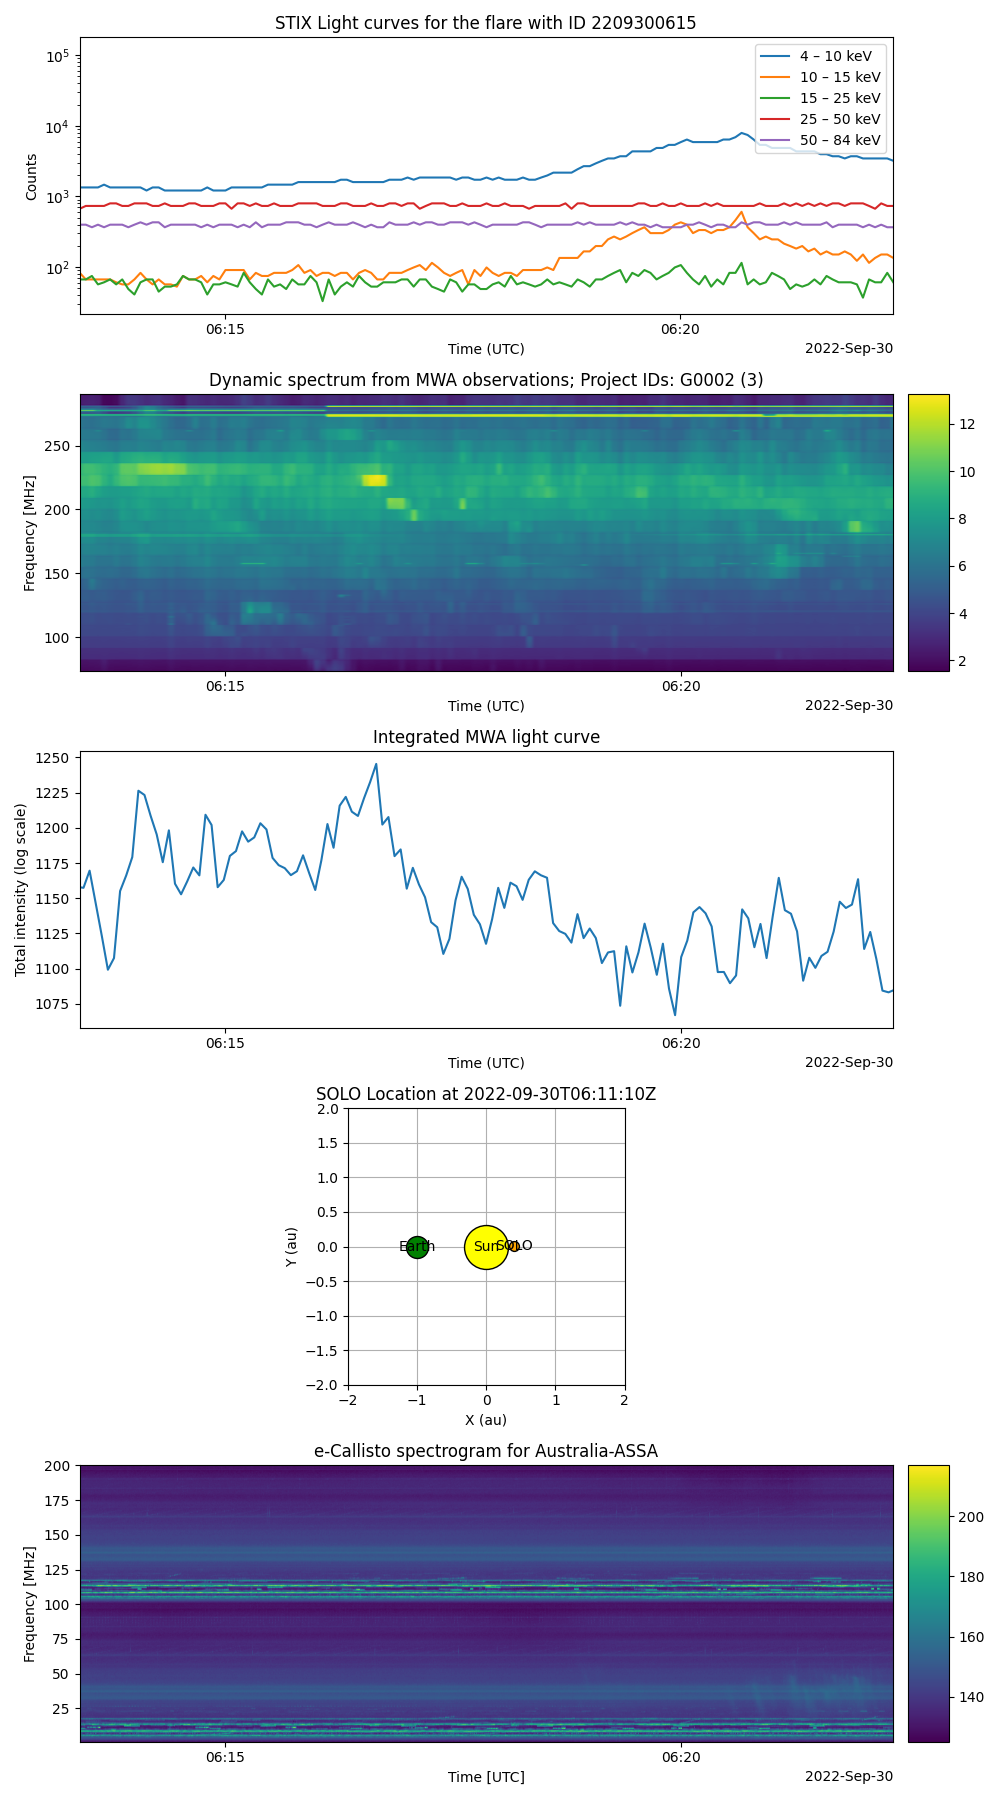 STIX Light curves for the flare with ID 2209300615
10⁵
10⁴
10³
10²
Counts
4 – 10 keV
10 – 15 keV
15 – 25 keV
25 – 50 keV
50 – 84 keV
06:15
06:20
Time (UTC)
2022-Sep-30
Dynamic spectrum from MWA observations; Project IDs: G0002 (3)
250
200
150
100
Frequency [MHz]
12
10
8
6
4
2
06:15
06:20
Time (UTC)
2022-Sep-30
Integrated MWA light curve
1250
1225
1200
1175
1150
1125
1100
1075
Total intensity (log scale)
06:15
06:20
Time (UTC)
2022-Sep-30
SOLO Location at 2022-09-30T06:11:10Z
2.0
1.5
1.0
0.5
0.0
−0.5
−1.0
−1.5
−2.0
Y (au)
Earth
Sun
SOLO
−2
−1
0
1
2
X (au)
e-Callisto spectrogram for Australia-ASSA
200
175
150
125
100
75
50
25
Frequency [MHz]
200
180
160
140
06:15
06:20
Time [UTC]
2022-Sep-30